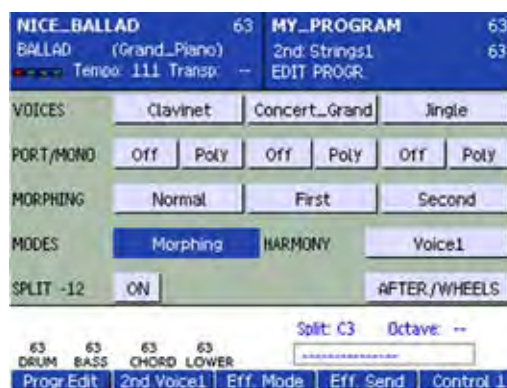 NICE_BALLAD 63 MY_PROGRAM 63
BALLAD (Grand_Piano) 2nd: Strings1 63
Tempo: 111 Transp: -- EDIT PROGR.
VOICES Clavinet Concert_Grand Jingle
PORT/MONO Off Poly Off Poly Off Poly
MORPHING Normal First Second
MODES Morphing HARMONY Voice1
SPLIT -12 ON AFTER/WHEELS
Split: C3 Octave: --
63 63 63 63
DRUM BASS CHORD LOWER ----------------
Progr.Edit 2nd Voice1 Eff. Mode Eff. Send Control 1